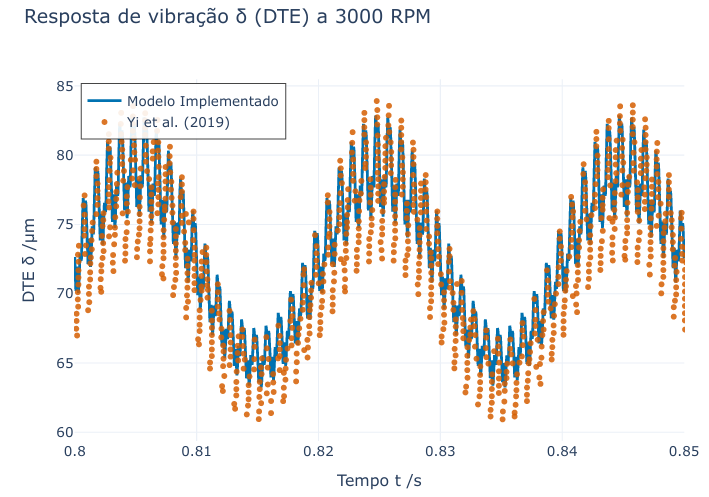 Resposta de vibração δ (DTE) a 3000 RPM
85
80
75
70
65
60
DTE δ /μm
Modelo Implementado
Yi et al. (2019)
0.8
0.81
0.82
0.83
0.84
0.85
Tempo t /s